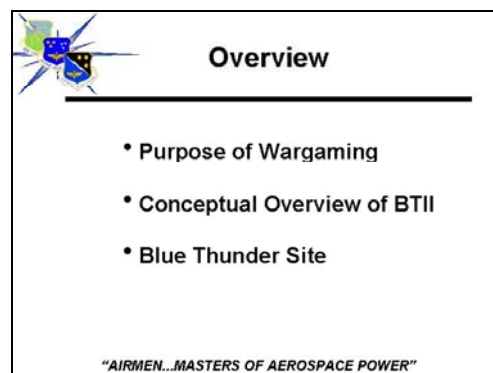 Overview
• Purpose of Wargaming
• Conceptual Overview of BTII
• Blue Thunder Site
“AIRMEN...MASTERS OF AEROSPACE POWER”